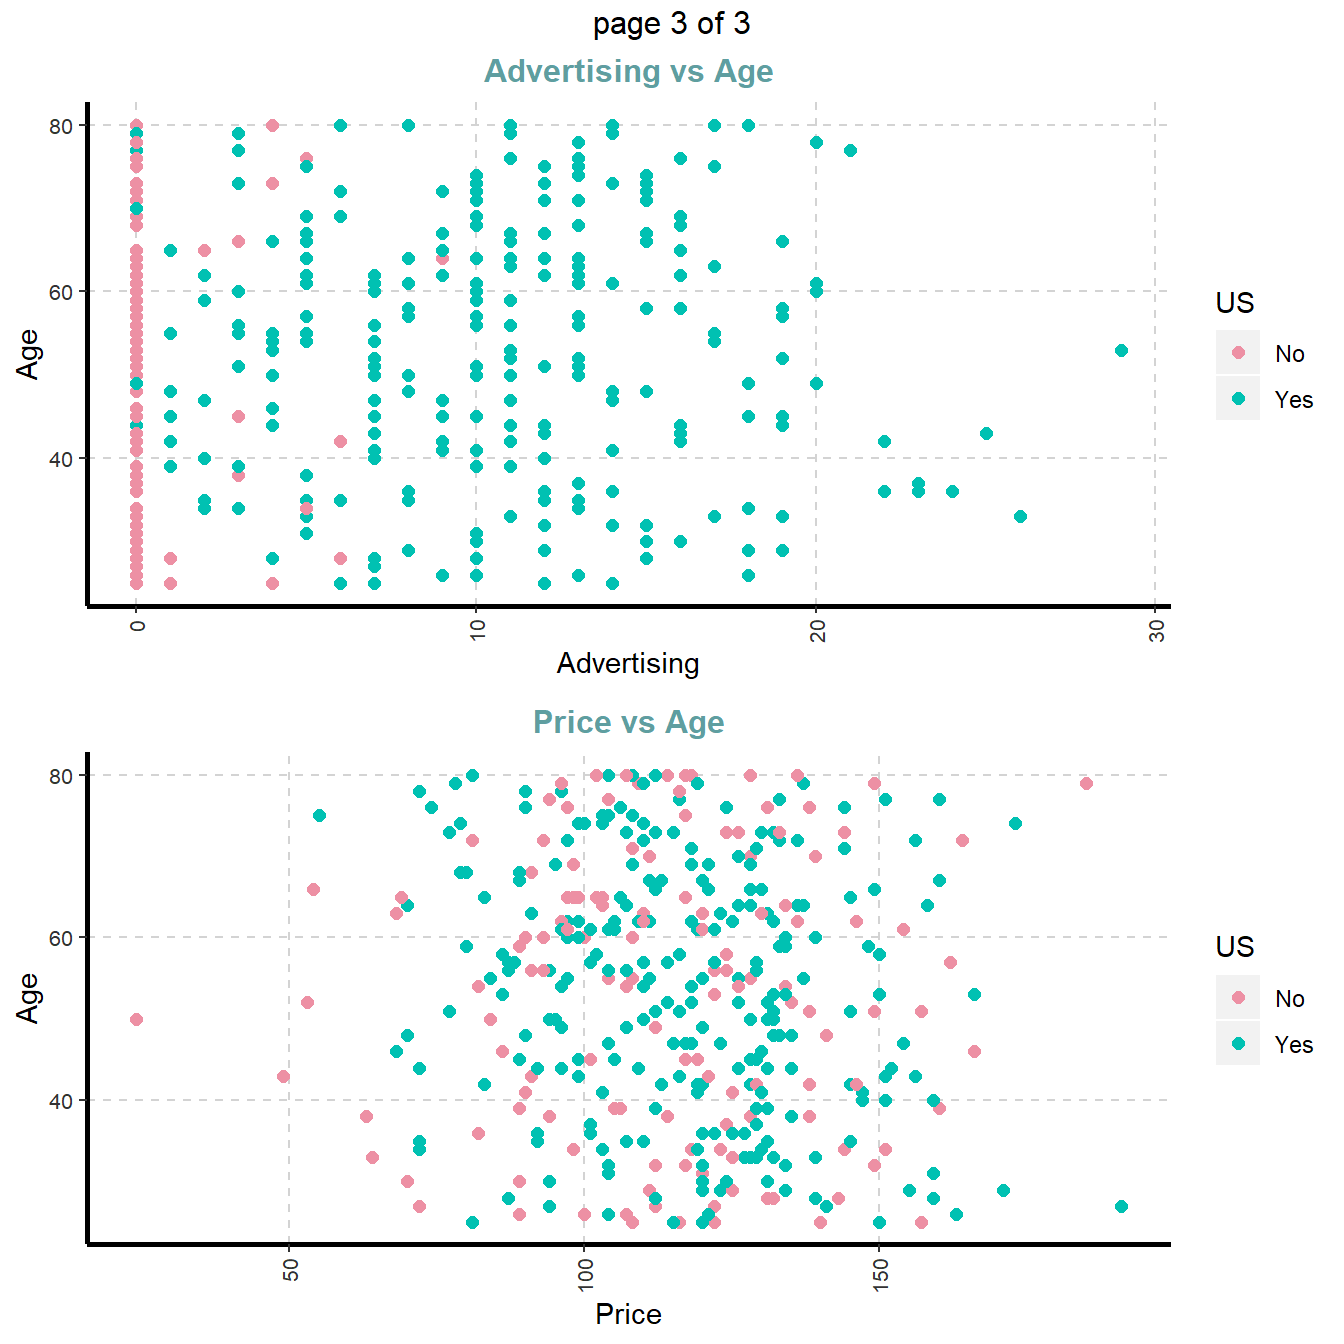 page 3 of 3
Advertising vs Age
80
60
40
Age
0
10
20
30
Advertising
US
No
Yes
Price vs Age
80
60
40
Age
50
100
150
Price
US
No
Yes